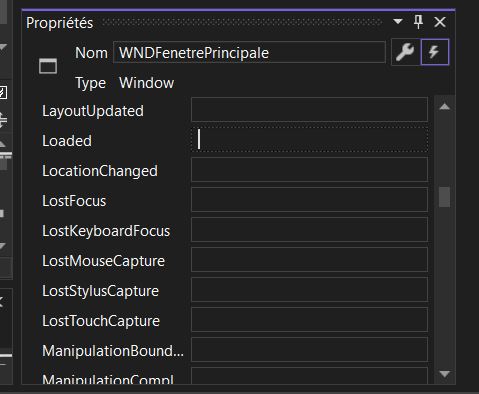 Propriétés
Nom WNDFenetrePrincipale
Type Window
LayoutUpdated
Loaded
LocationChanged
LostFocus
LostKeyboardFocus
LostMouseCapture
LostStylusCapture
LostTouchCapture
ManipulationBound...
ManipulationCompl